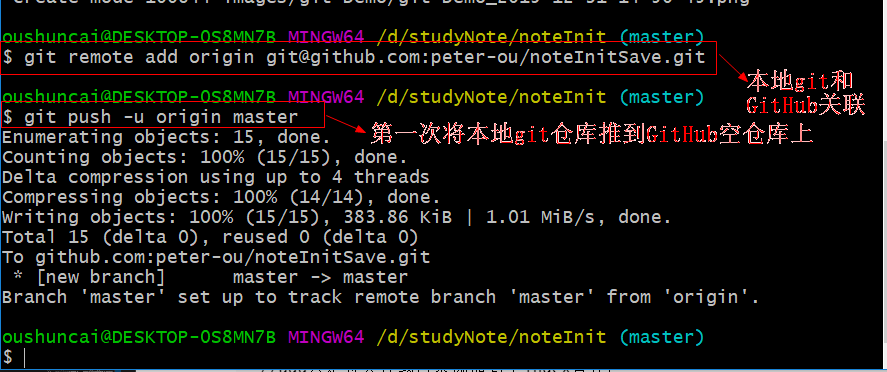 oushuncai@DESKTOP-OS8MN7B MINGW64 /d/studyNote/noteInit (master)
$ git remote add origin git@github.com:peter-ou/noteInitSave.git
本地git和
GitHub关联
oushuncai@DESKTOP-OS8MN7B MINGW64 /d/studyNote/noteInit (master)
$ git push -u origin master
第一次将本地git仓库推到GitHub空仓库上
Enumerating objects: 15, done.
Counting objects: 100% (15/15), done.
Delta compression using up to 4 threads
Compressing objects: 100% (14/14), done.
Writing objects: 100% (15/15), 383.86 KiB | 1.01 MiB/s, done.
Total 15 (delta 0), reused 0 (delta 0)
To github.com:peter-ou/noteInitSave.git
 * [new branch]      master -> master
Branch 'master' set up to track remote branch 'master' from 'origin'.
oushuncai@DESKTOP-OS8MN7B MINGW64 /d/studyNote/noteInit (master)
$